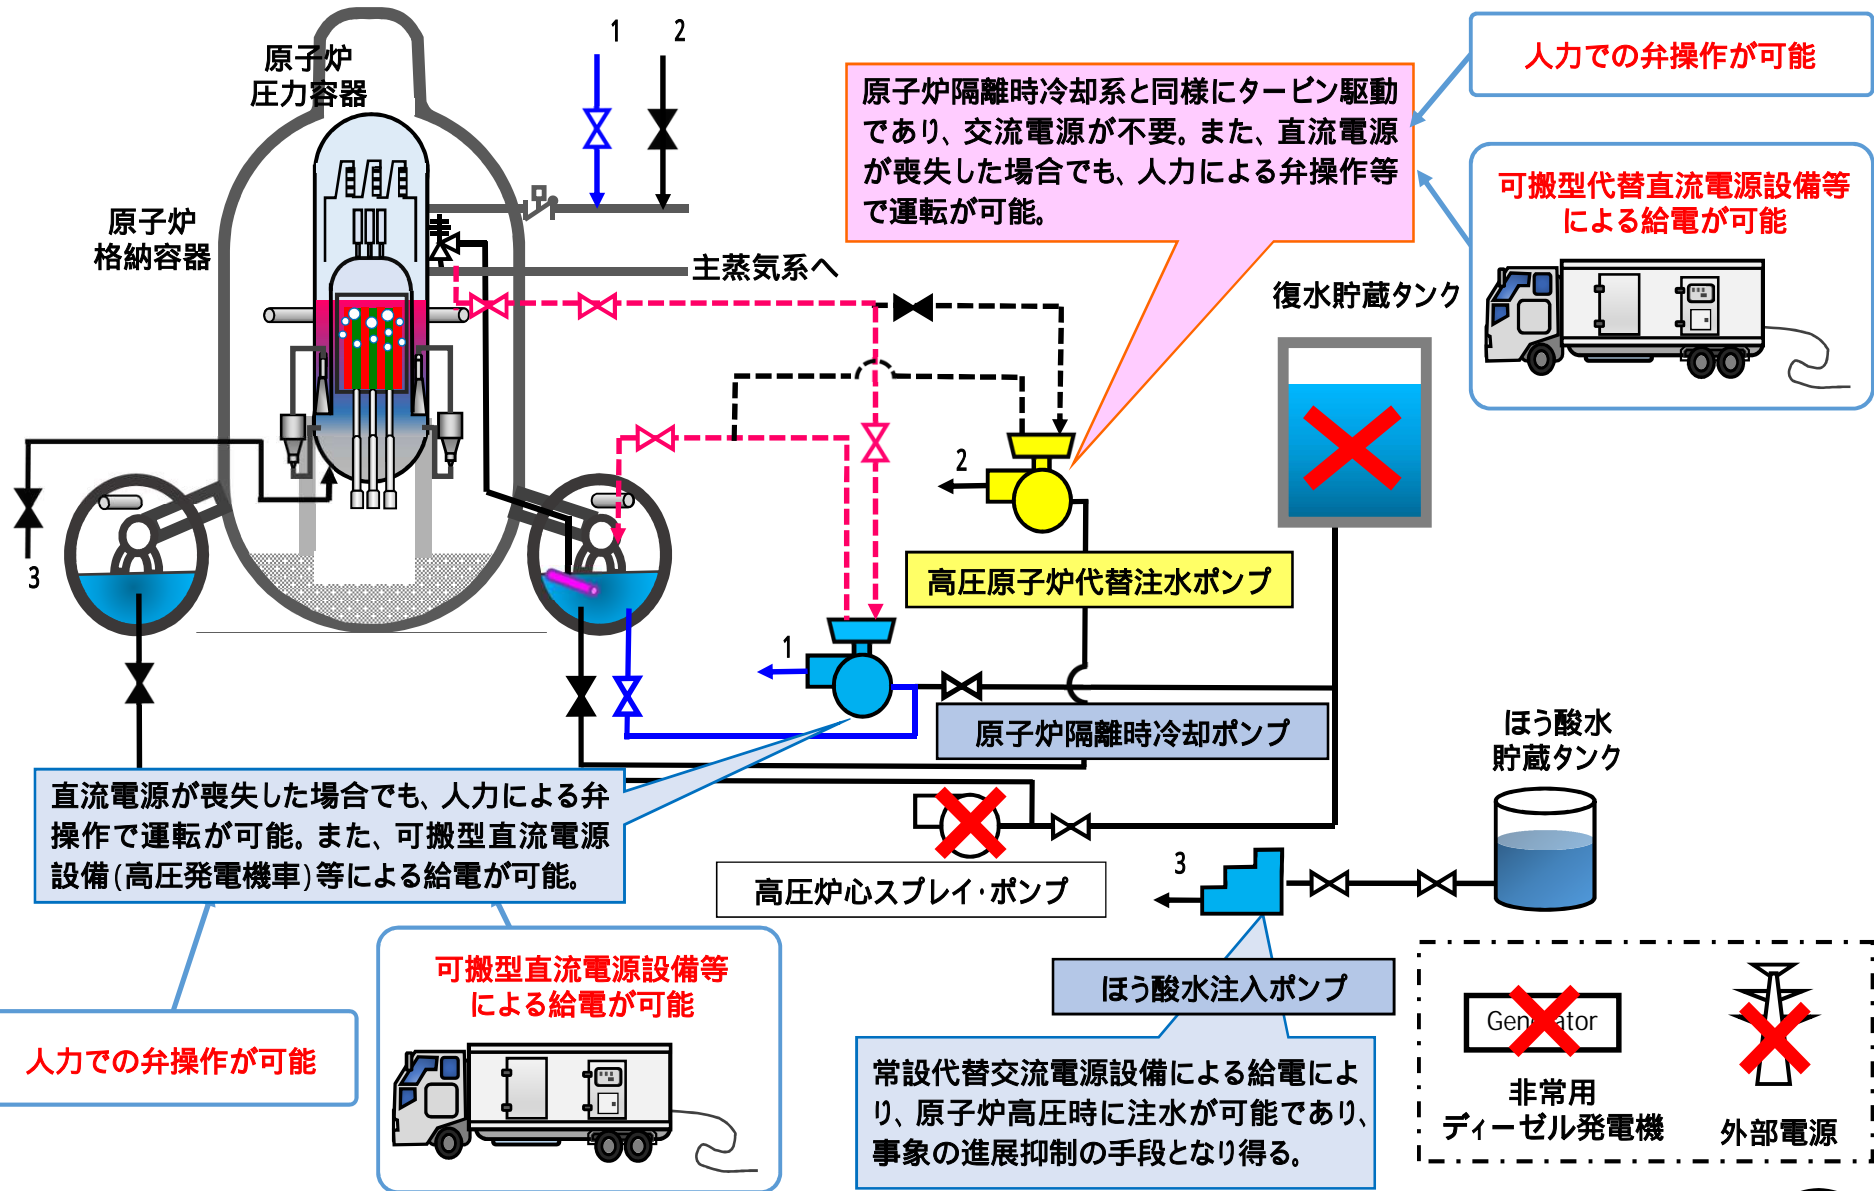 原子炉
圧力容器
1
2
原子炉隔離時冷却系と同様にタービン駆動
であり、交流電源が不要。また、直流電源
が喪失した場合でも、人力による弁操作等
で運転が可能。
人力での弁操作が可能
可搬型代替直流電源設備等
による給電が可能
原子炉
格納容器
主蒸気系へ
復水貯蔵タンク
2
3
高圧原子炉代替注水ポンプ
1
原子炉隔離時冷却ポンプ
ほう酸水
貯蔵タンク
直流電源が喪失した場合でも、人力による弁
操作で運転が可能。また、可搬型直流電源
設備(高圧発電機車)等による給電が可能。
高圧炉心スプレイ・ポンプ
3
可搬型直流電源設備等
による給電が可能
人力での弁操作が可能
ほう酸水注入ポンプ
常設代替交流電源設備による給電によ
り、原子炉高圧時に注水が可能であり、
事象の進展抑制の手段となり得る。
Generator
非常用
ディーゼル発電機
外部電源